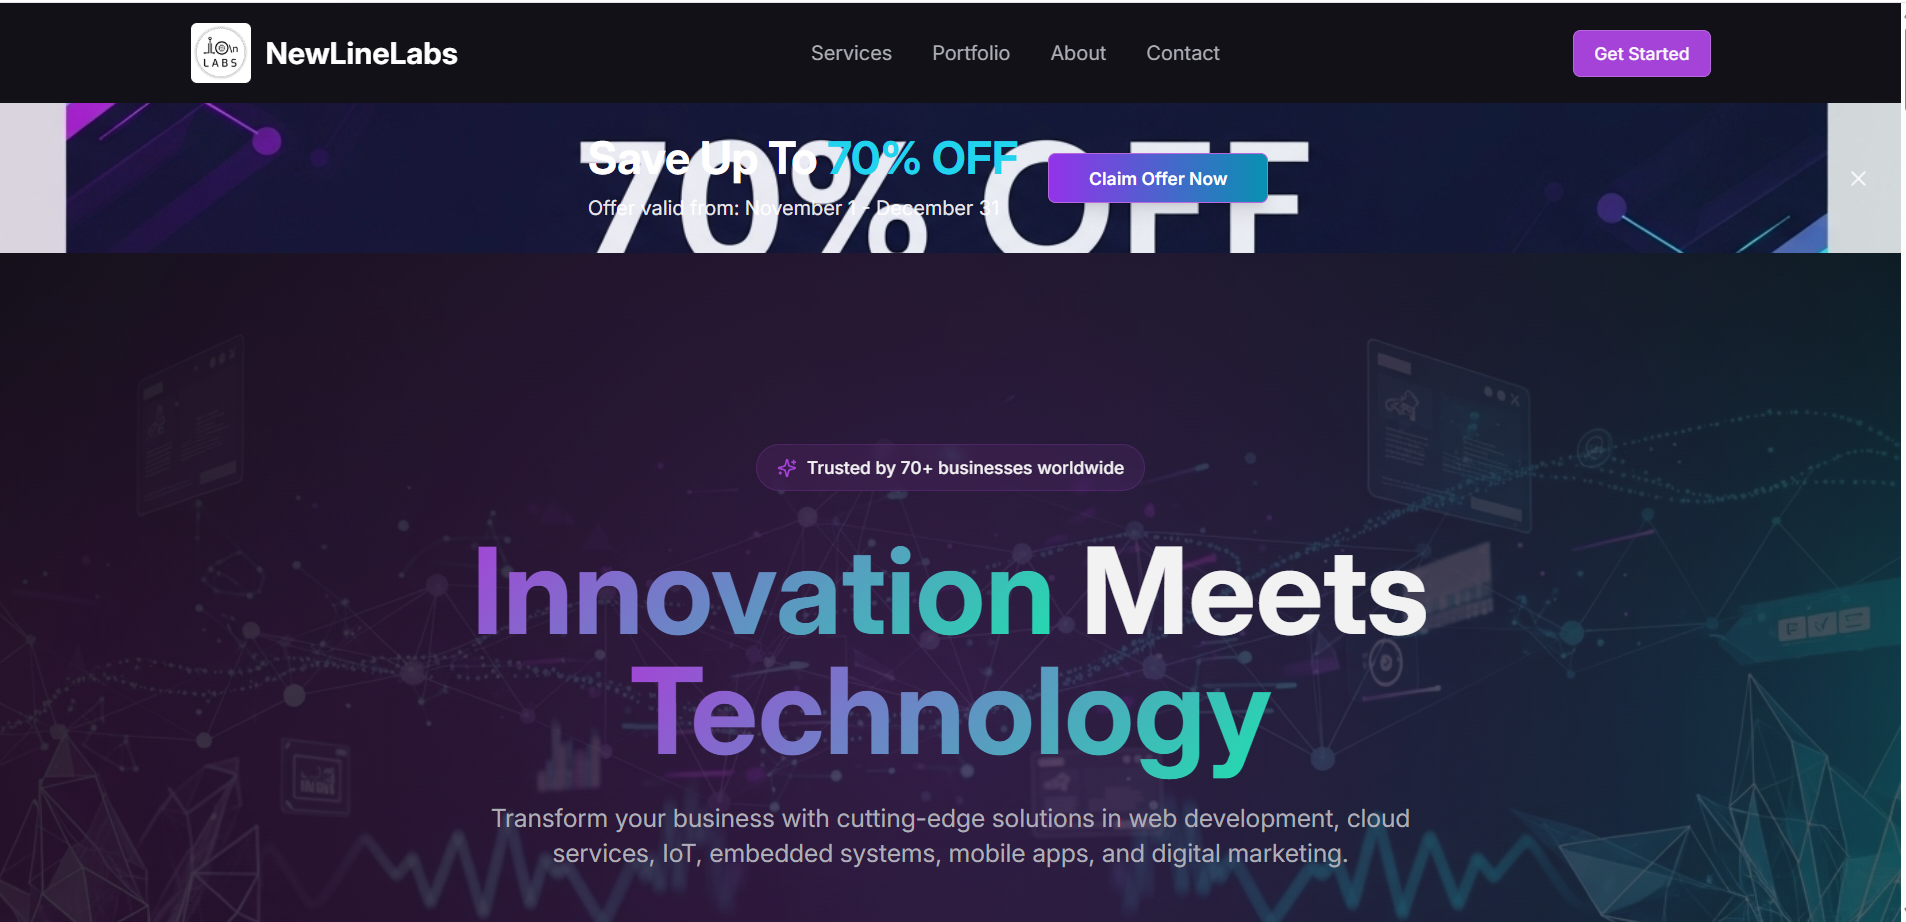 LABS
NewLineLabs
Services
Portfolio
About
Contact
Get Started
70% OFF
Save Up To 70% OFF
Offer valid from: November 1 - December 31
Claim Offer Now
Trusted by 70+ businesses worldwide
Innovation Meets
Technology
Transform your business with cutting-edge solutions in web development, cloud
services, IoT, embedded systems, mobile apps, and digital marketing.